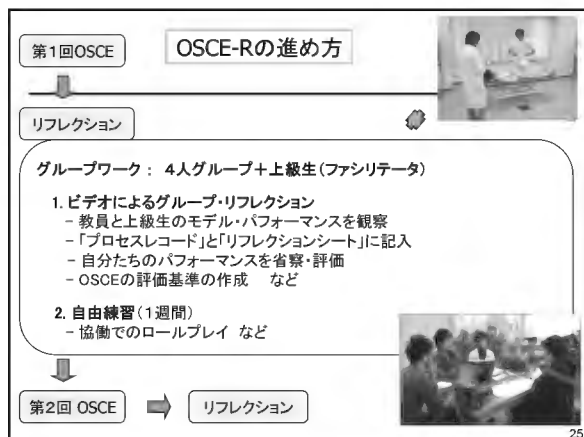 第1回OSCE
OSCE-Rの進め方
リフレクション
グループワーク： 4人グループ＋上級生(ファシリテータ)
1. ビデオによるグループ・リフレクション
− 教員と上級生のモデル・パフォーマンスを観察
−「プロセスレコード」と「リフレクションシート」に記入
− 自分たちのパフォーマンスを省察・評価
− OSCEの評価基準の作成 など
2. 自由練習(1週間)
− 協働でのロールプレイ など
第2回 OSCE
リフレクション
25